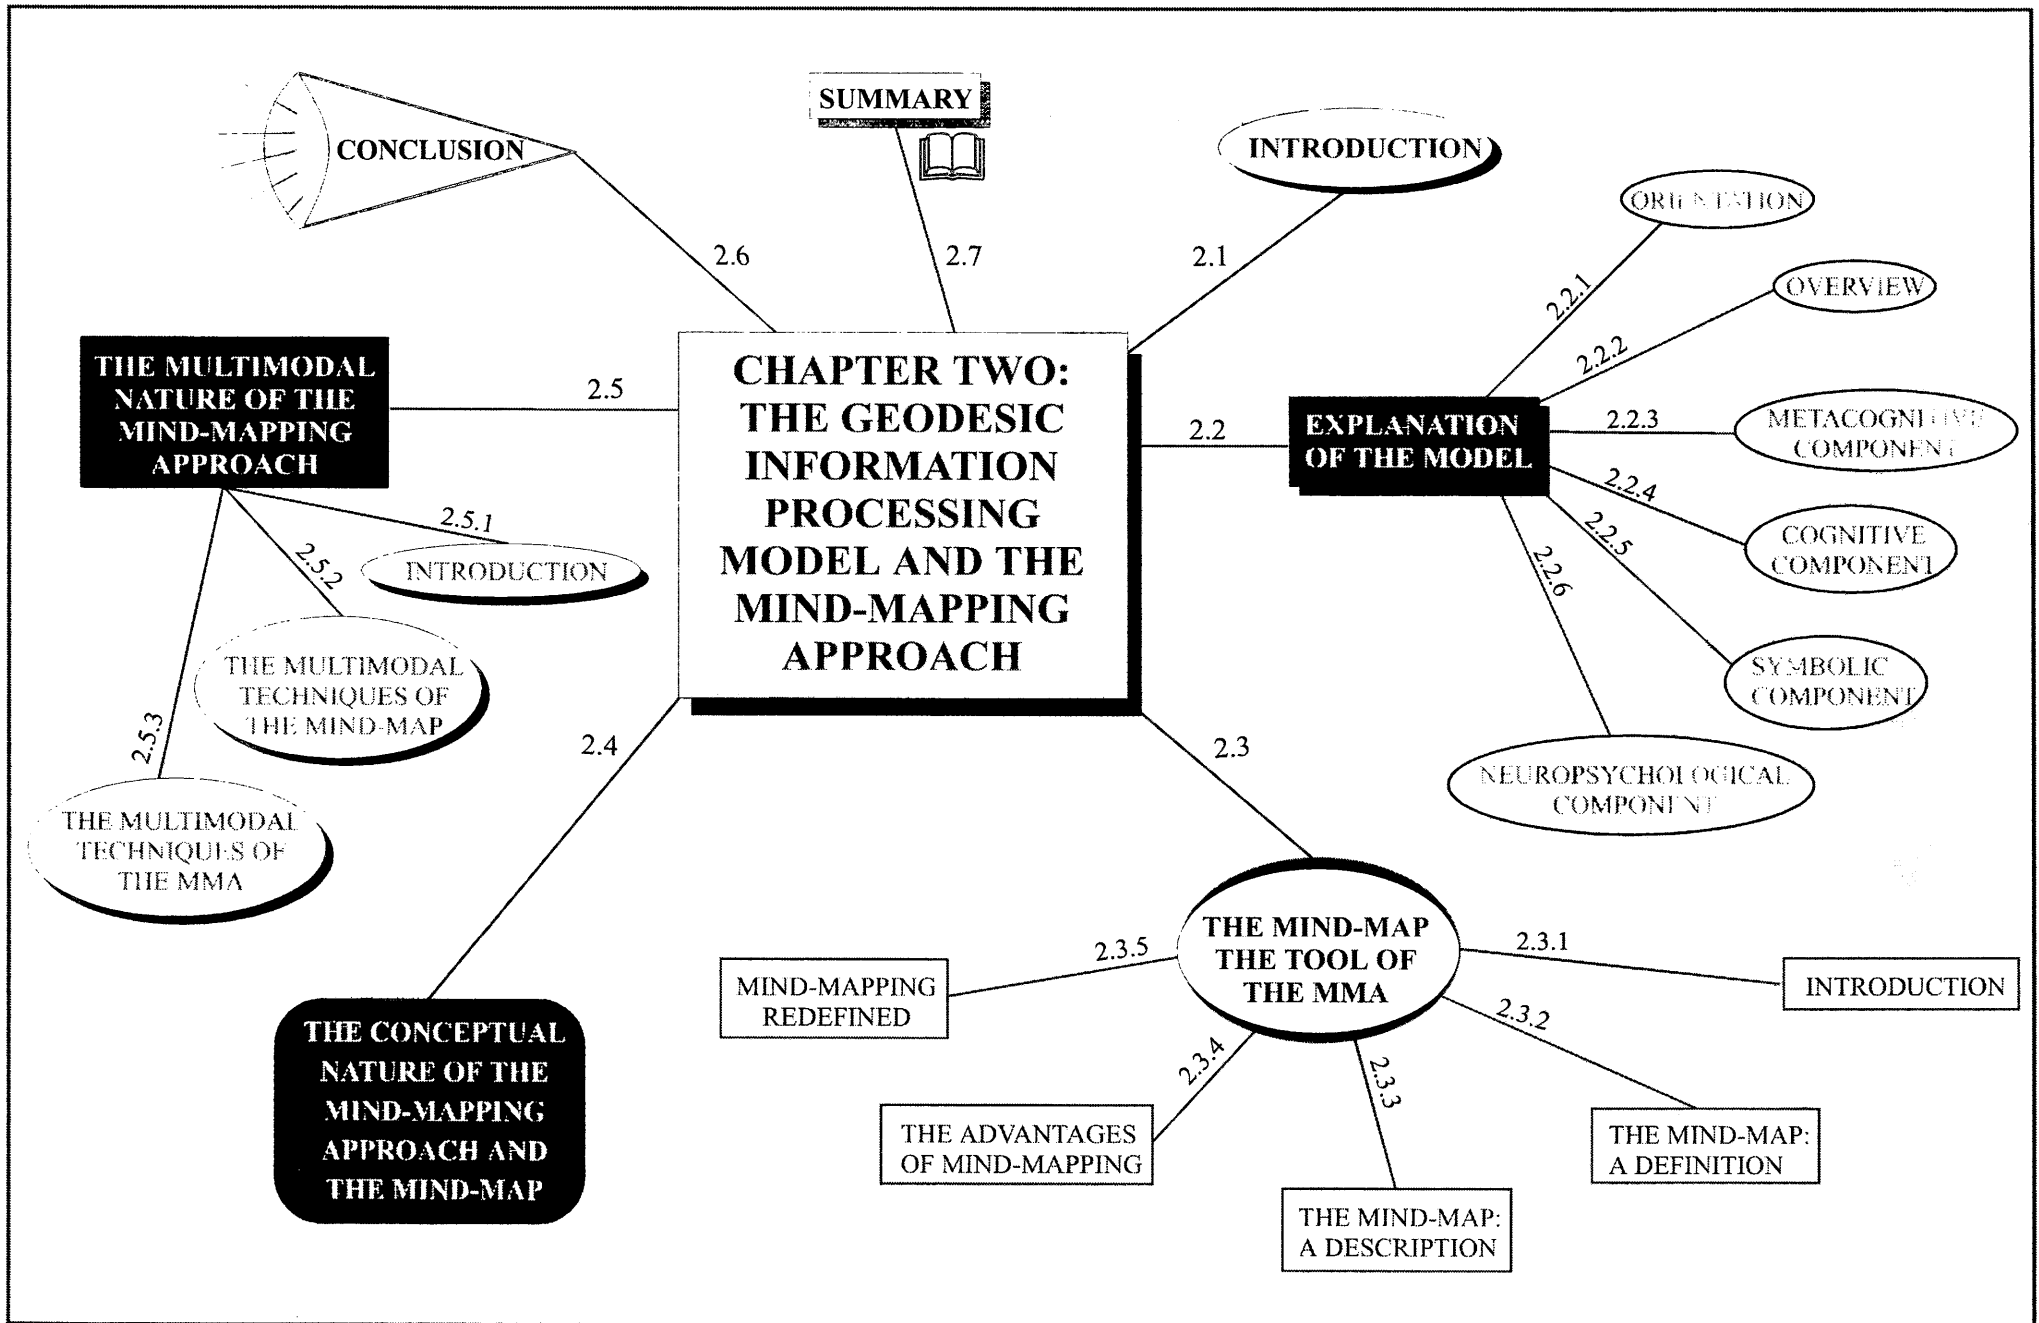 CHAPTER TWO:
THE GEODESIC
INFORMATION
PROCESSING
MODEL AND THE
MIND-MAPPING
APPROACH
2.1
INTRODUCTION
2.2
EXPLANATION
OF THE MODEL
2.2.1
ORIENTATION
2.2.2
OVERVIEW
2.2.3
METACOGNITIVE
COMPONENT
2.2.4
COGNITIVE
COMPONENT
2.2.5
SYMBOLIC
COMPONENT
2.2.6
NEUROPSYCHOLOGICAL
COMPONENT
2.3
THE MIND-MAP
THE TOOL OF
THE MMA
2.3.1
INTRODUCTION
2.3.2
THE MIND-MAP:
A DEFINITION
2.3.3
THE MIND-MAP:
A DESCRIPTION
2.3.4
THE ADVANTAGES
OF MIND-MAPPING
2.3.5
MIND-MAPPING
REDEFINED
2.4
THE CONCEPTUAL
NATURE OF THE
MIND-MAPPING
APPROACH AND
THE MIND-MAP
2.5
THE MULTIMODAL
NATURE OF THE
MIND-MAPPING
APPROACH
2.5.1
INTRODUCTION
2.5.2
THE MULTIMODAL
TECHNIQUES OF
THE MIND-MAP
2.5.3
THE MULTIMODAL
TECHNIQUES OF
THE MMA
2.6
CONCLUSION
2.7
SUMMARY